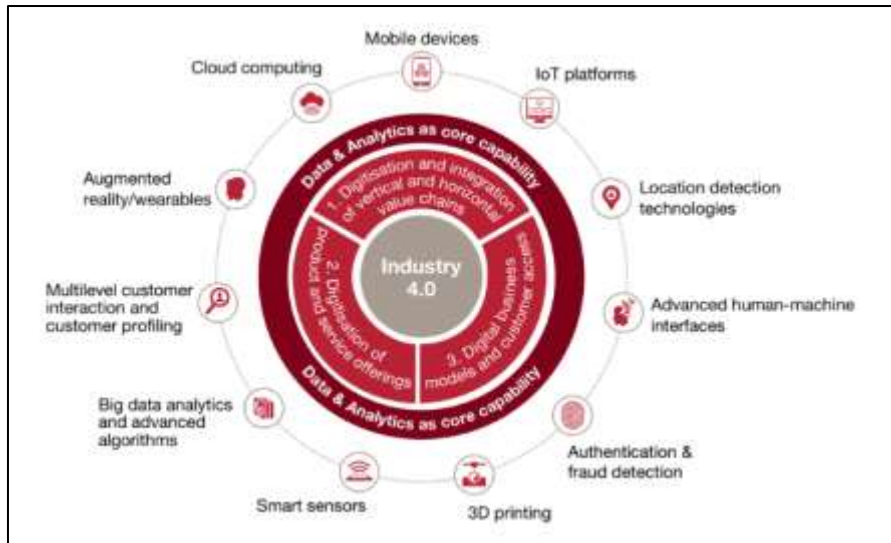 Mobile devices
Cloud computing
IoT platforms
Augmented
reality/wearables
Location detection
technologies
Multilevel customer
interaction and
customer profiling
Advanced human-machine
interfaces
Big data analytics
and advanced
algorithms
Authentication &
fraud detection
Smart sensors
3D printing
Data & Analytics as core capability
1. Digitisation and integration
of vertical and horizontal
value chains
2. Digitisation of
product and service offerings
3. Digital business
models and customer access
Industry
4.0
Data & Analytics as core capability